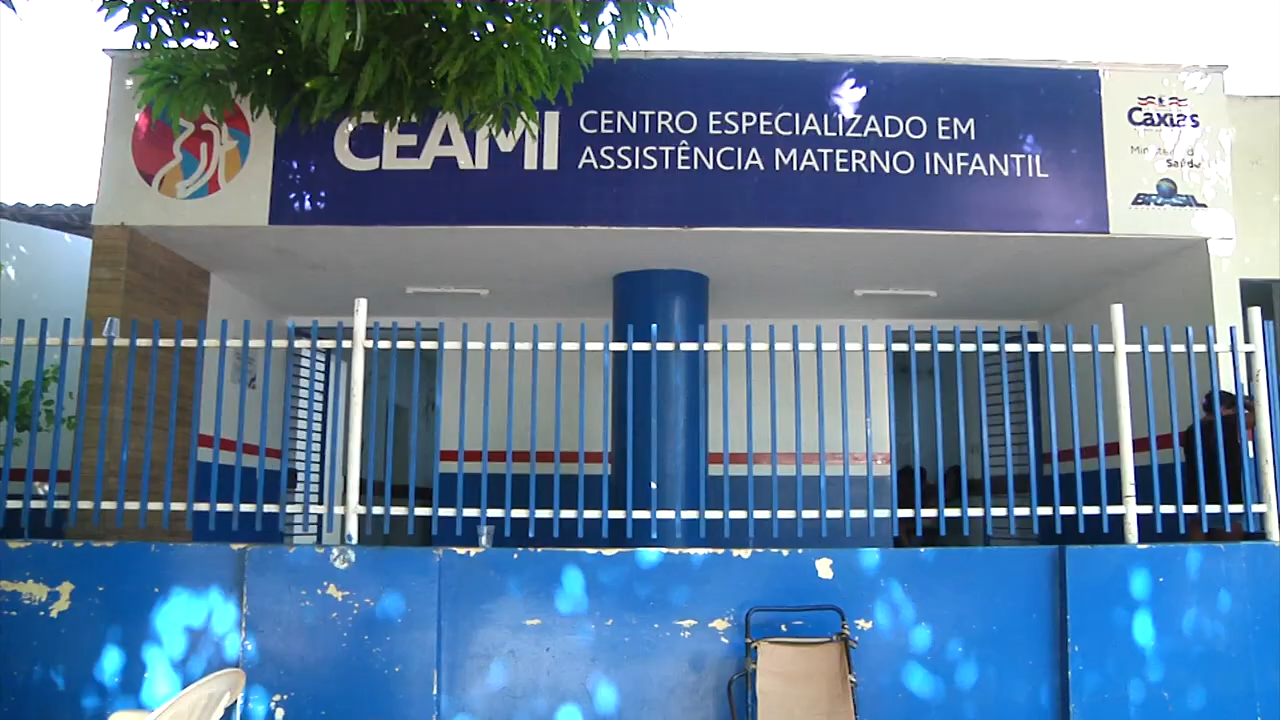 CEAMI
CENTRO ESPECIALIZADO EM
ASSISTÊNCIA MATERNO INFANTIL
Caxias
Saúde
BRASIL